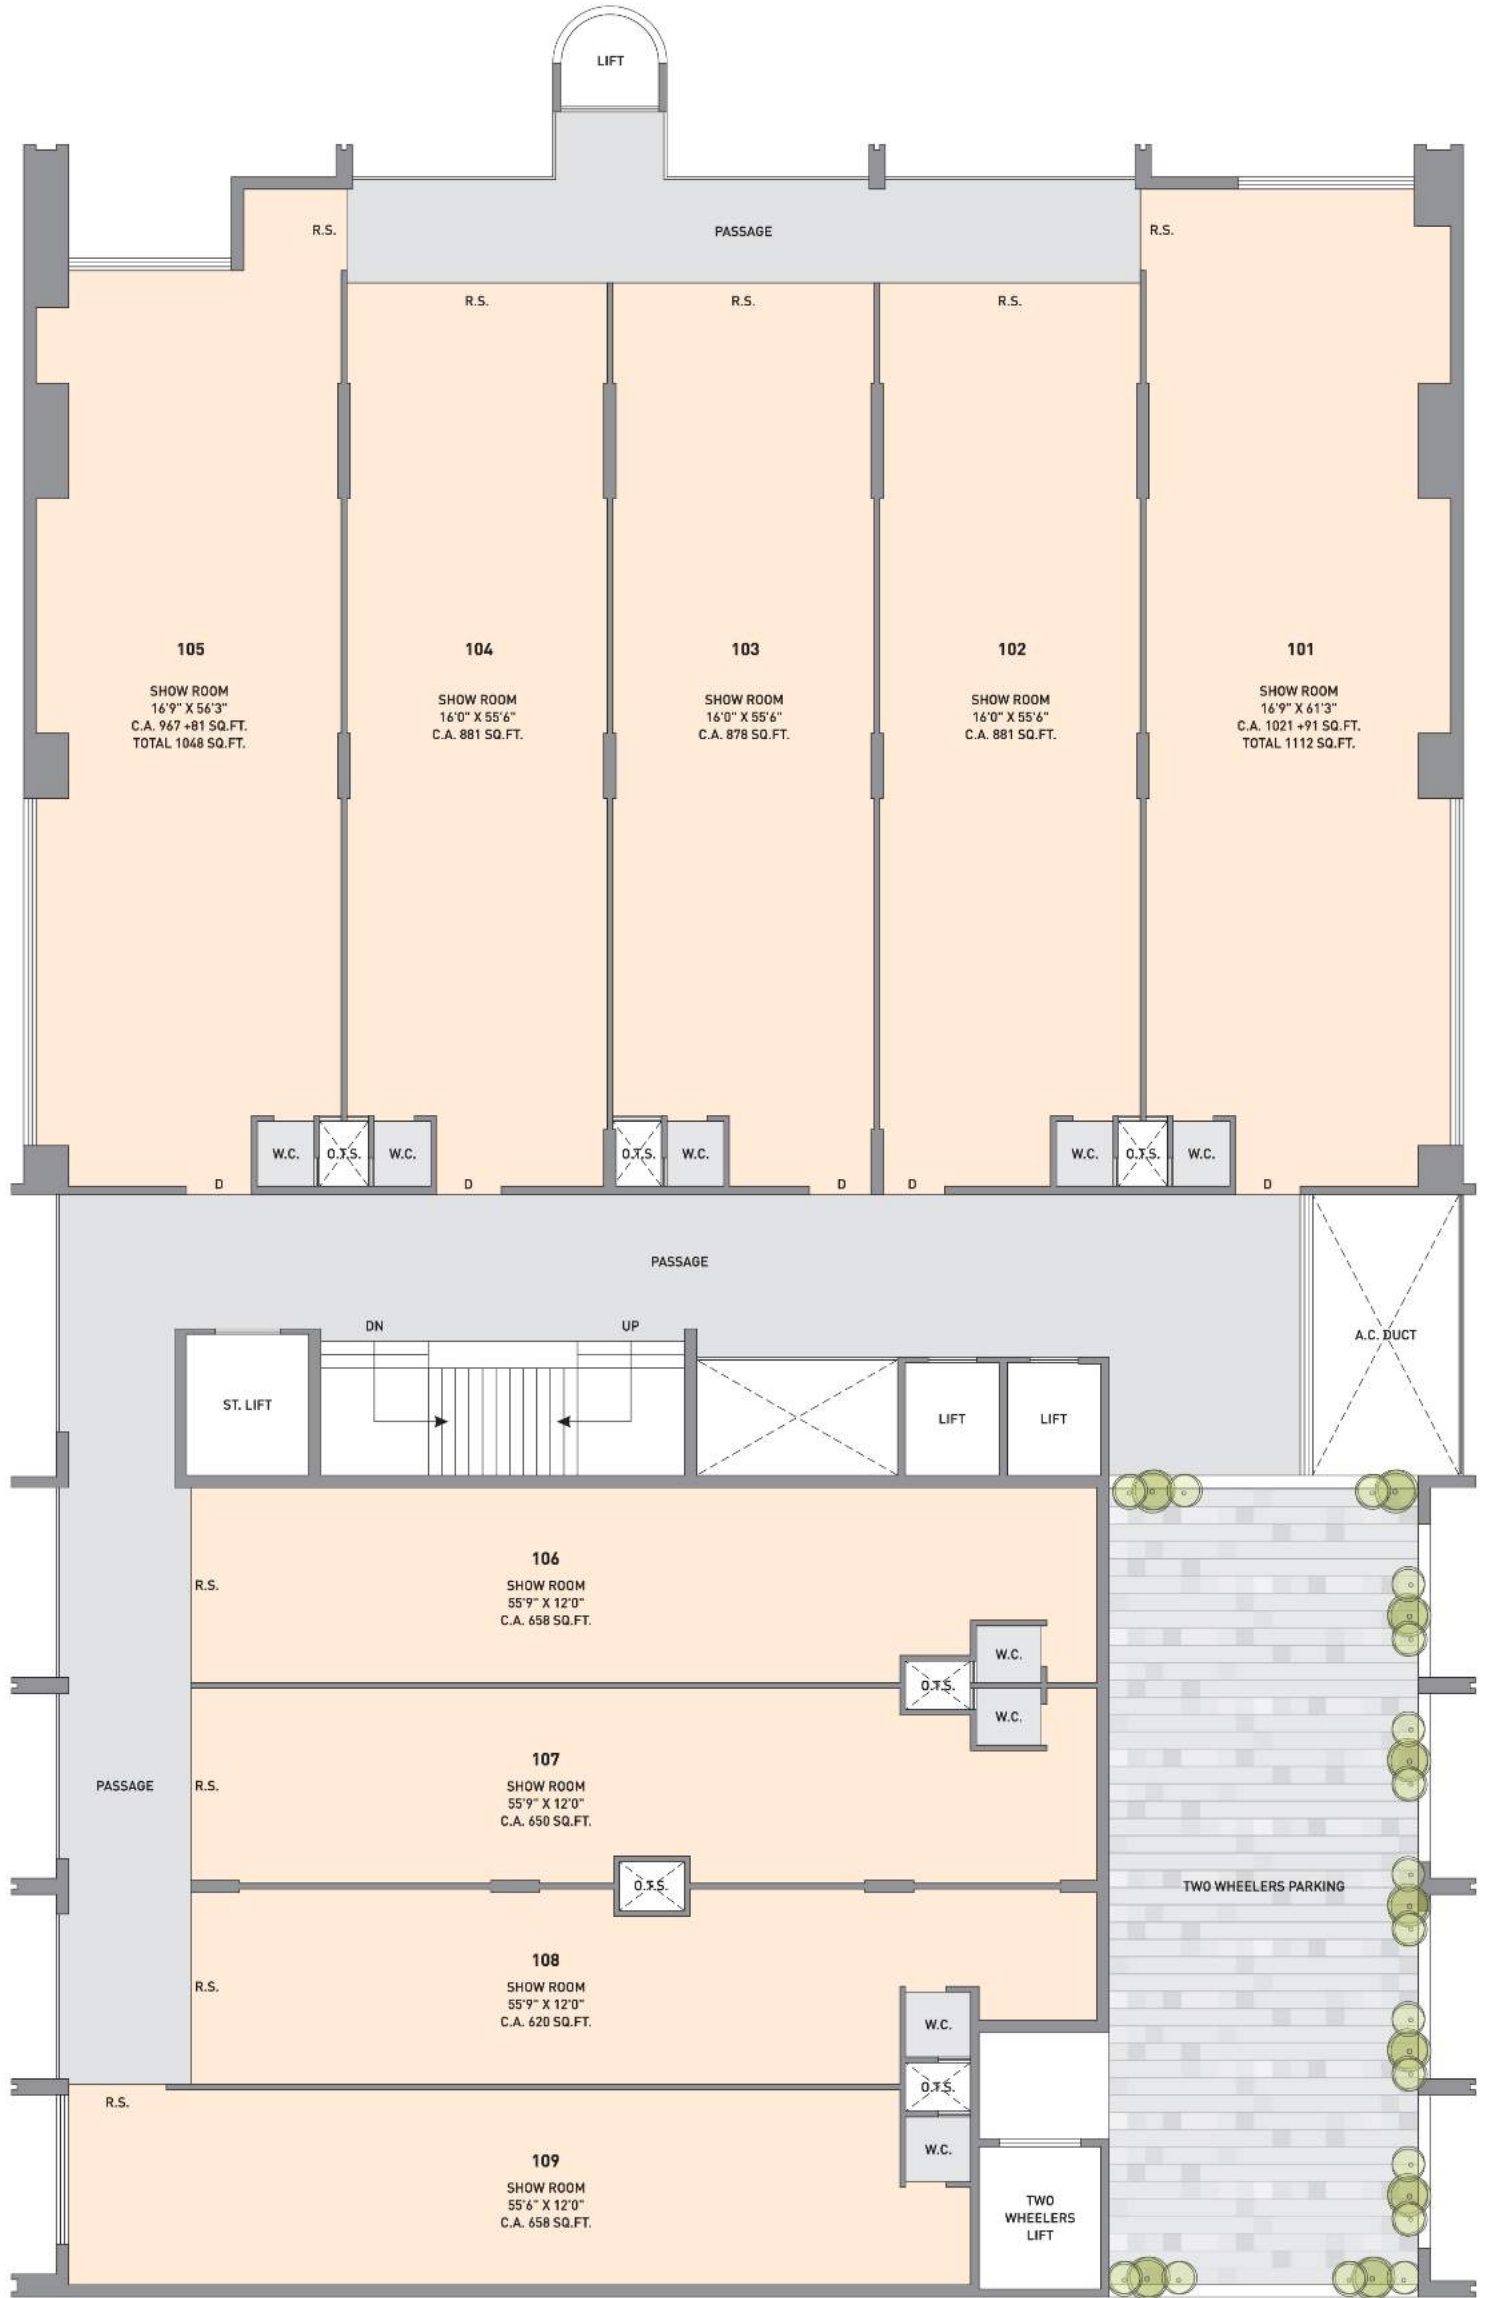 LIFT
R.S.
PASSAGE
R.S.
R.S.
R.S.
R.S.
105
SHOW ROOM
16'9" X 56'3"
C.A. 967 +81 SQ.FT.
TOTAL 1048 SQ.FT.
104
SHOW ROOM
16'0" X 55'6"
C.A. 881 SQ.FT.
103
SHOW ROOM
16'0" X 55'6"
C.A. 878 SQ.FT.
102
SHOW ROOM
16'0" X 55'6"
C.A. 881 SQ.FT.
101
SHOW ROOM
16'9" X 61'3"
C.A. 1021 +91 SQ.FT.
TOTAL 1112 SQ.FT.
W.C.
O.T.S.
W.C.
O.T.S.
W.C.
W.C.
O.T.S.
W.C.
D
D
D
D
D
PASSAGE
DN
UP
A.C. DUCT
ST. LIFT
LIFT
LIFT
106
SHOW ROOM
55'9" X 12'0"
C.A. 658 SQ.FT.
R.S.
W.C.
O.T.S.
W.C.
107
SHOW ROOM
55'9" X 12'0"
C.A. 650 SQ.FT.
PASSAGE
R.S.
O.T.S.
TWO WHEELERS PARKING
108
SHOW ROOM
55'9" X 12'0"
C.A. 620 SQ.FT.
R.S.
W.C.
O.T.S.
R.S.
W.C.
109
SHOW ROOM
55'6" X 12'0"
C.A. 658 SQ.FT.
TWO
WHEELERS
LIFT